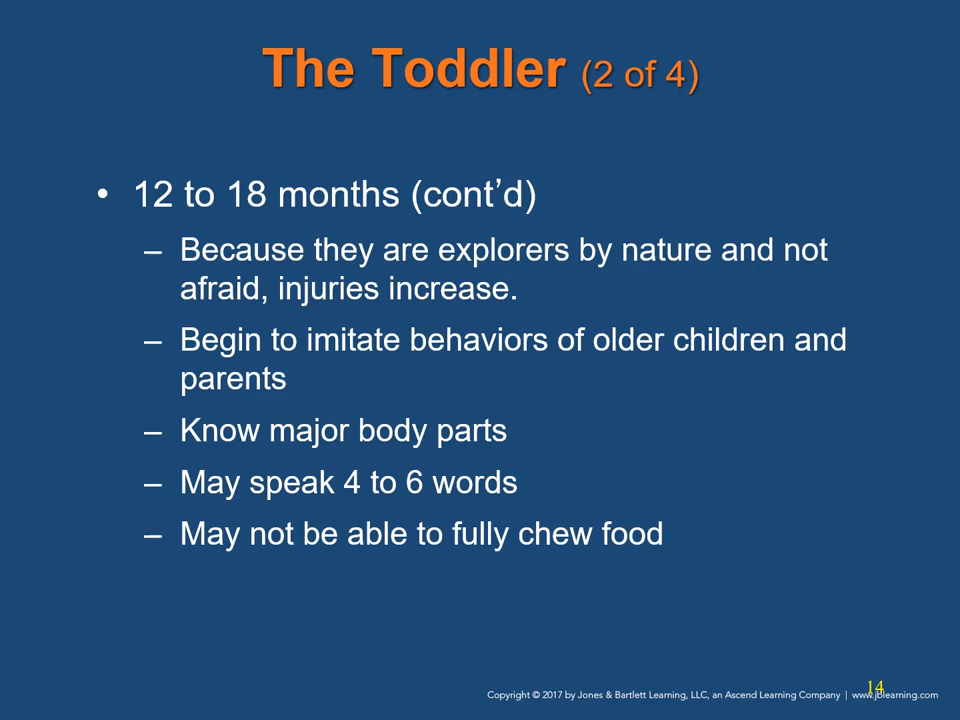 The Toddler (2 of 4)
• 12 to 18 months (cont’d)
– Because they are explorers by nature and not
afraid, injuries increase.
– Begin to imitate behaviors of older children and
parents
– Know major body parts
– May speak 4 to 6 words
– May not be able to fully chew food
14
Copyright © 2017 by Jones & Bartlett Learning, LLC, an Ascend Learning Company | www.jblearning.com